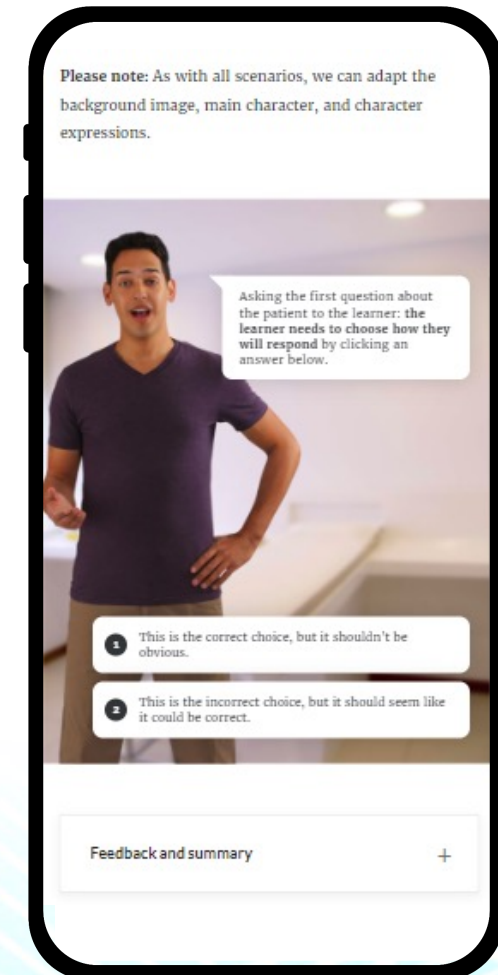 Please note: As with all scenarios, we can adapt the
background image, main character, and character
expressions.
Asking the first question about
the patient to the learner: the
learner needs to choose how they
will respond by clicking an
answer below.
1 This is the correct choice, but it shouldn't be
obvious.
2 This is the incorrect choice, but it should seem like
it could be correct.
Feedback and summary +